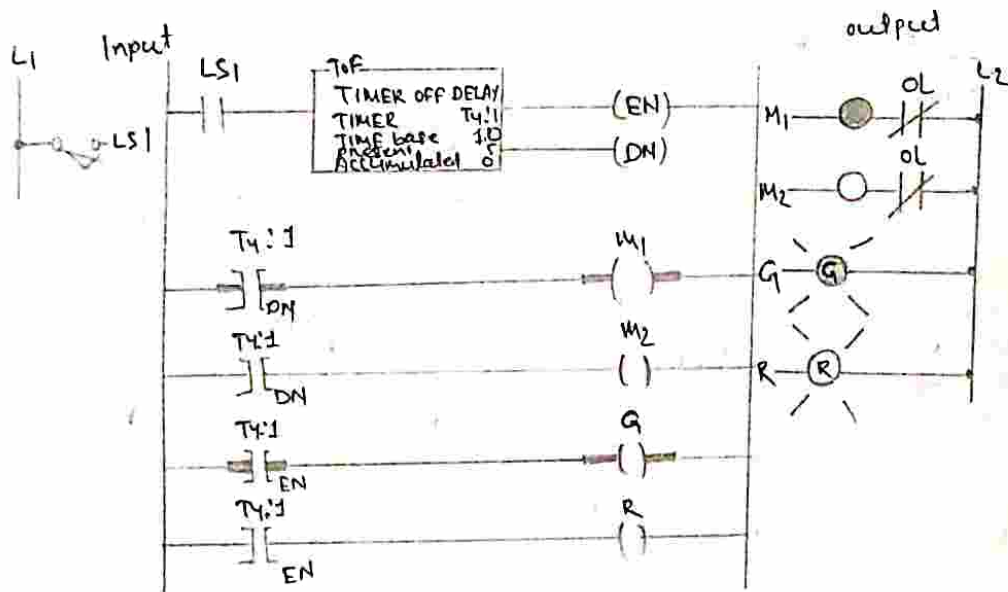 L1
Input
output
L2
LS1
LS1
TOF
TIMER OFF DELAY
TIMER T4:1
TIME base 1.0
present 5
Accumulated 0
(EN)
(DN)
M1
OL
M2
OL
T4:1
DN
M1
G
G
T4:1
DN
M2
R
R
T4:1
EN
G
T4:1
EN
R